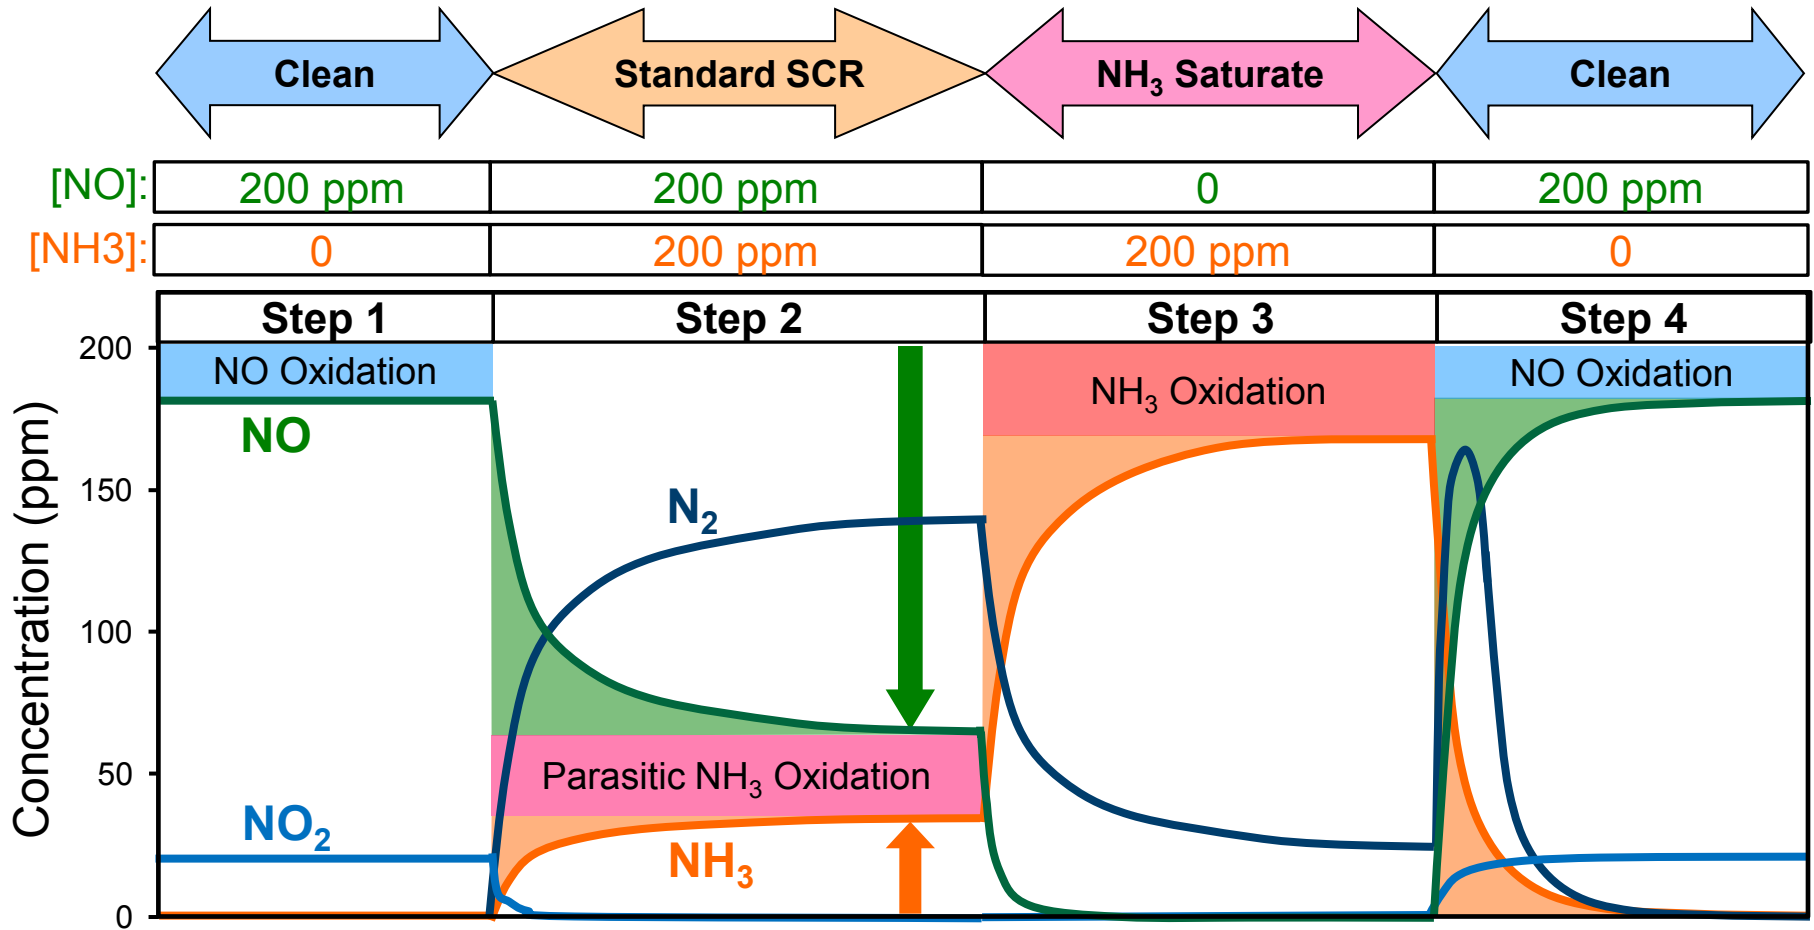 Clean Standard SCR NH₃ Saturate Clean
[NO]: 200 ppm 200 ppm 0 200 ppm
[NH3]: 0 200 ppm 200 ppm 0
Step 1 Step 2 Step 3 Step 4
Concentration (ppm)
200
150
100
50
0
NO Oxidation
NO
NO₂
N₂
Parasitic NH₃ Oxidation
NH₃
NH₃ Oxidation
NO Oxidation